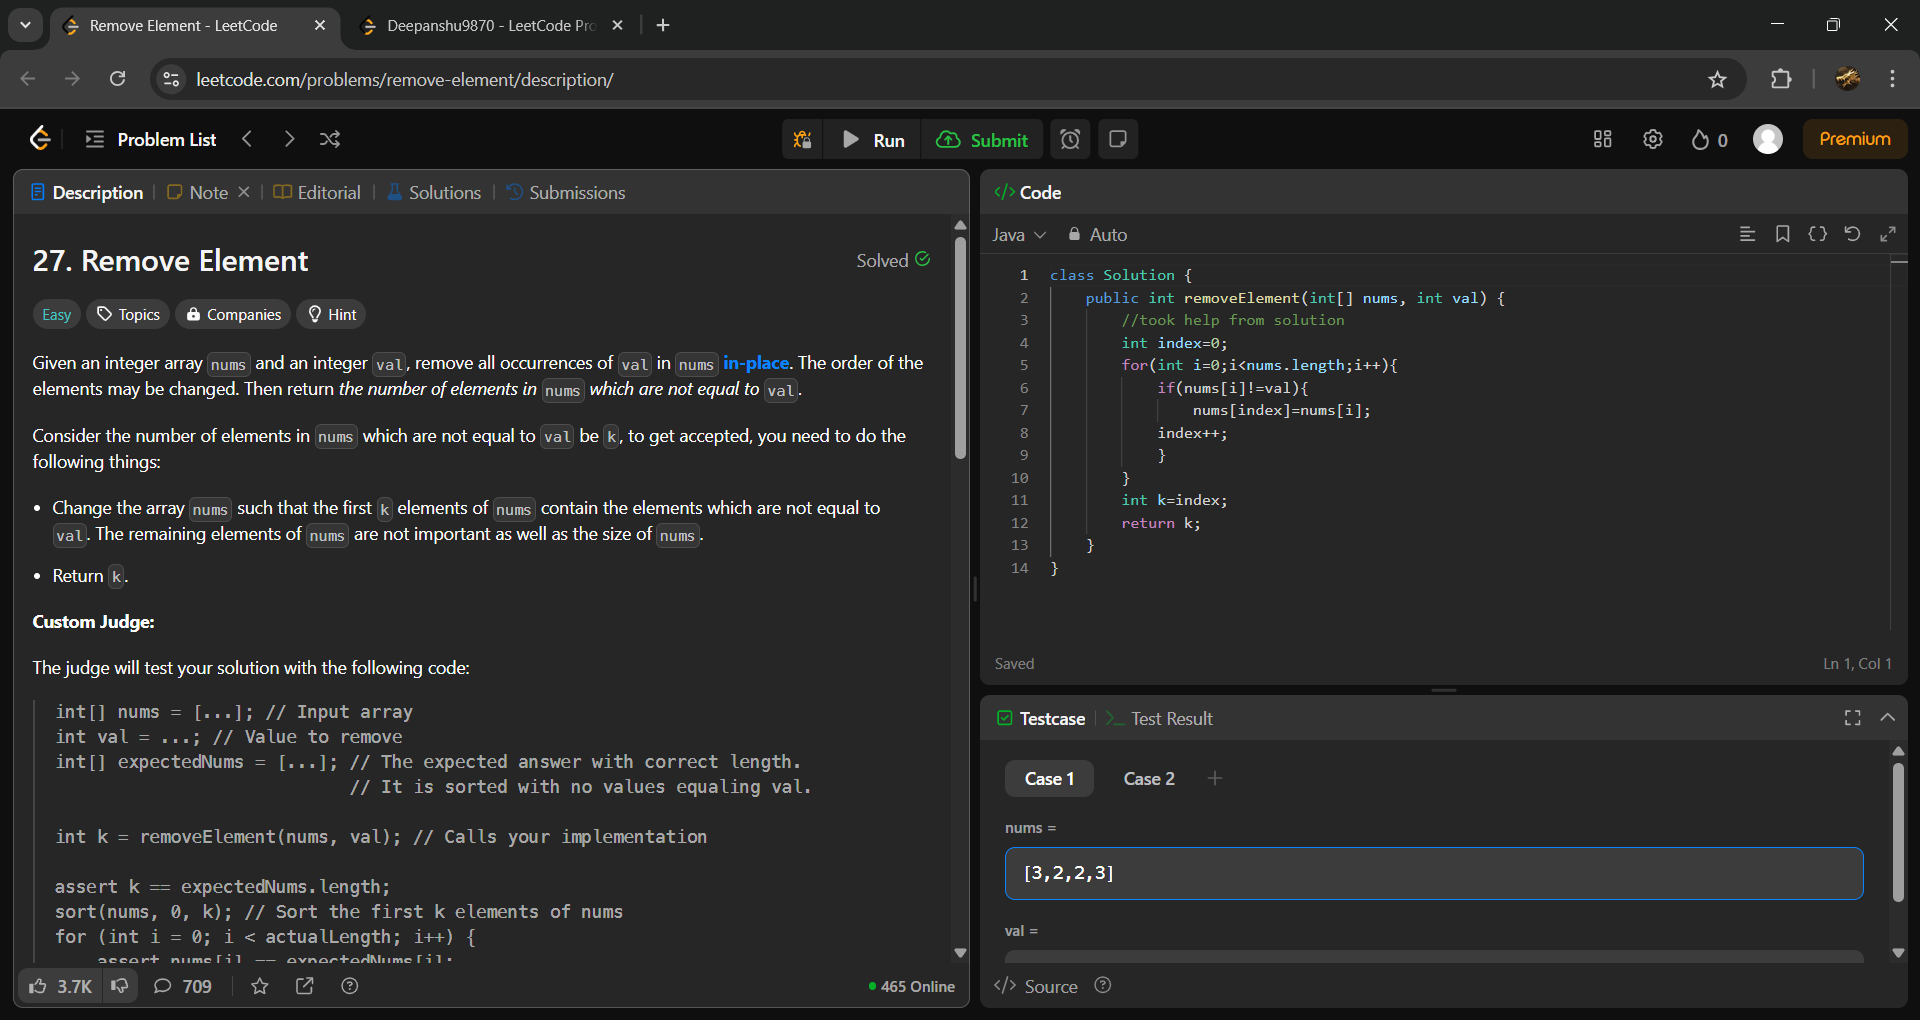 Remove Element - LeetCode
Deepanshu9870 - LeetCode Pro
leetcode.com/problems/remove-element/description/
Problem List
Run
Submit
0
Premium
Description
Note
Editorial
Solutions
Submissions
27. Remove Element
Solved
Easy
Topics
Companies
Hint
Given an integer array nums and an integer val, remove all occurrences of val in nums in-place. The order of the
elements may be changed. Then return the number of elements in nums which are not equal to val.
Consider the number of elements in nums which are not equal to val be k, to get accepted, you need to do the
following things:
• Change the array nums such that the first k elements of nums contain the elements which are not equal to
val. The remaining elements of nums are not important as well as the size of nums.
• Return k.
Custom Judge:
The judge will test your solution with the following code:
int[] nums = [...]; // Input array
int val = ...; // Value to remove
int[] expectedNums = [...]; // The expected answer with correct length.
// It is sorted with no values equaling val.
int k = removeElement(nums, val); // Calls your implementation
assert k == expectedNums.length;
sort(nums, 0, k); // Sort the first k elements of nums
for (int i = 0; i < actualLength; i++) {
assert nums[i] == expectedNums[i];
3.7K
709
465 Online
</> Code
Java
Auto
1 class Solution {
2 public int removeElement(int[] nums, int val) {
3 //took help from solution
4 int index=0;
5 for(int i=0;i<nums.length;i++){
6 if(nums[i]!=val){
7 nums[index]=nums[i];
8 index++;
9 }
10 }
11 int k=index;
12 return k;
13 }
14 }
Saved
Ln 1, Col 1
Testcase
Test Result
Case 1
Case 2
nums =
[3,2,2,3]
val =
</> Source